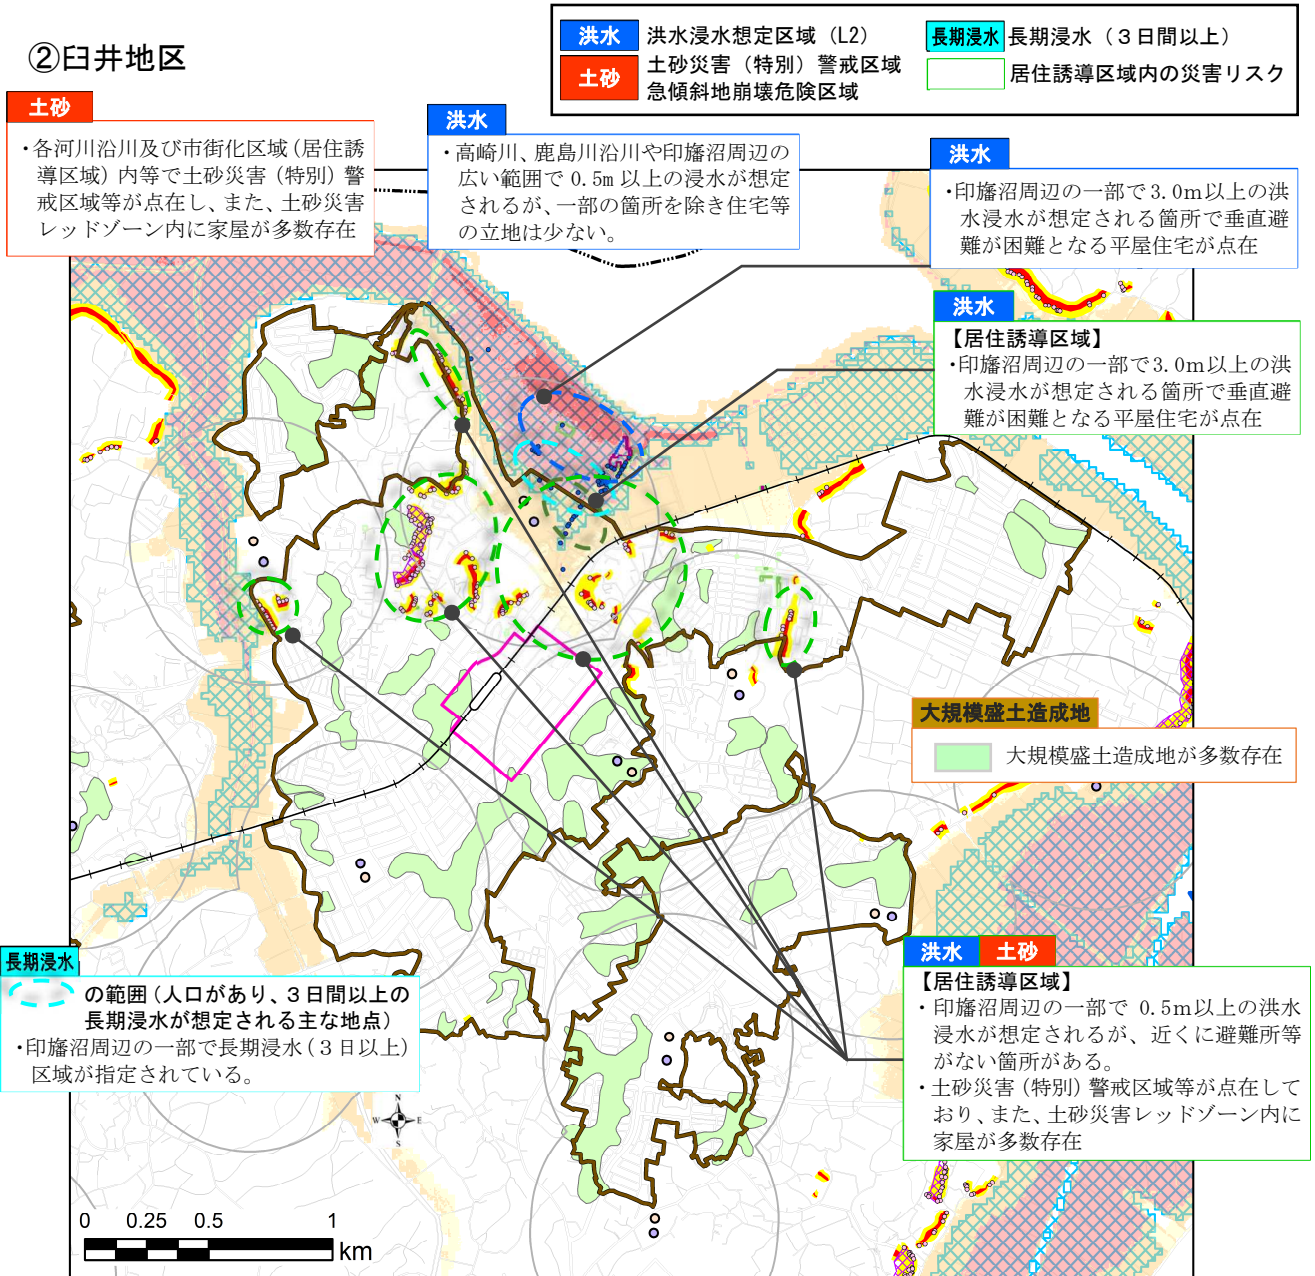 ②臼井地区
洪水 洪水浸水想定区域（L2）
長期浸水 長期浸水（３日間以上）
土砂 土砂災害（特別）警戒区域
急傾斜地崩壊危険区域
居住誘導区域内の災害リスク
土砂
・各河川沿川及び市街化区域（居住誘
導区域）内等で土砂災害（特別）警
戒区域等が点在し、また、土砂災害
レッドゾーン内に家屋が多数存在
洪水
・高崎川、鹿島川沿川や印旛沼周辺の
広い範囲で 0.5m 以上の浸水が想定
されるが、一部の箇所を除き住宅等
の立地は少ない。
洪水
・印旛沼周辺の一部で3.0ｍ以上の洪
水浸水が想定される箇所で垂直避
難が困難となる平屋住宅が点在
洪水
【居住誘導区域】
・印旛沼周辺の一部で3.0ｍ以上の洪
水浸水が想定される箇所で垂直避
難が困難となる平屋住宅が点在
大規模盛土造成地
大規模盛土造成地が多数存在
長期浸水
の範囲（人口があり、３日間以上の
長期浸水が想定される主な地点）
・印旛沼周辺の一部で長期浸水（３日以上）
区域が指定されている。
洪水 土砂
【居住誘導区域】
・印旛沼周辺の一部で 0.5ｍ以上の洪水
浸水が想定されるが、近くに避難所等
がない箇所がある。
・土砂災害（特別）警戒区域等が点在して
おり、また、土砂災害レッドゾーン内に
家屋が多数存在
N
W E
S
0 0.25 0.5 1
km